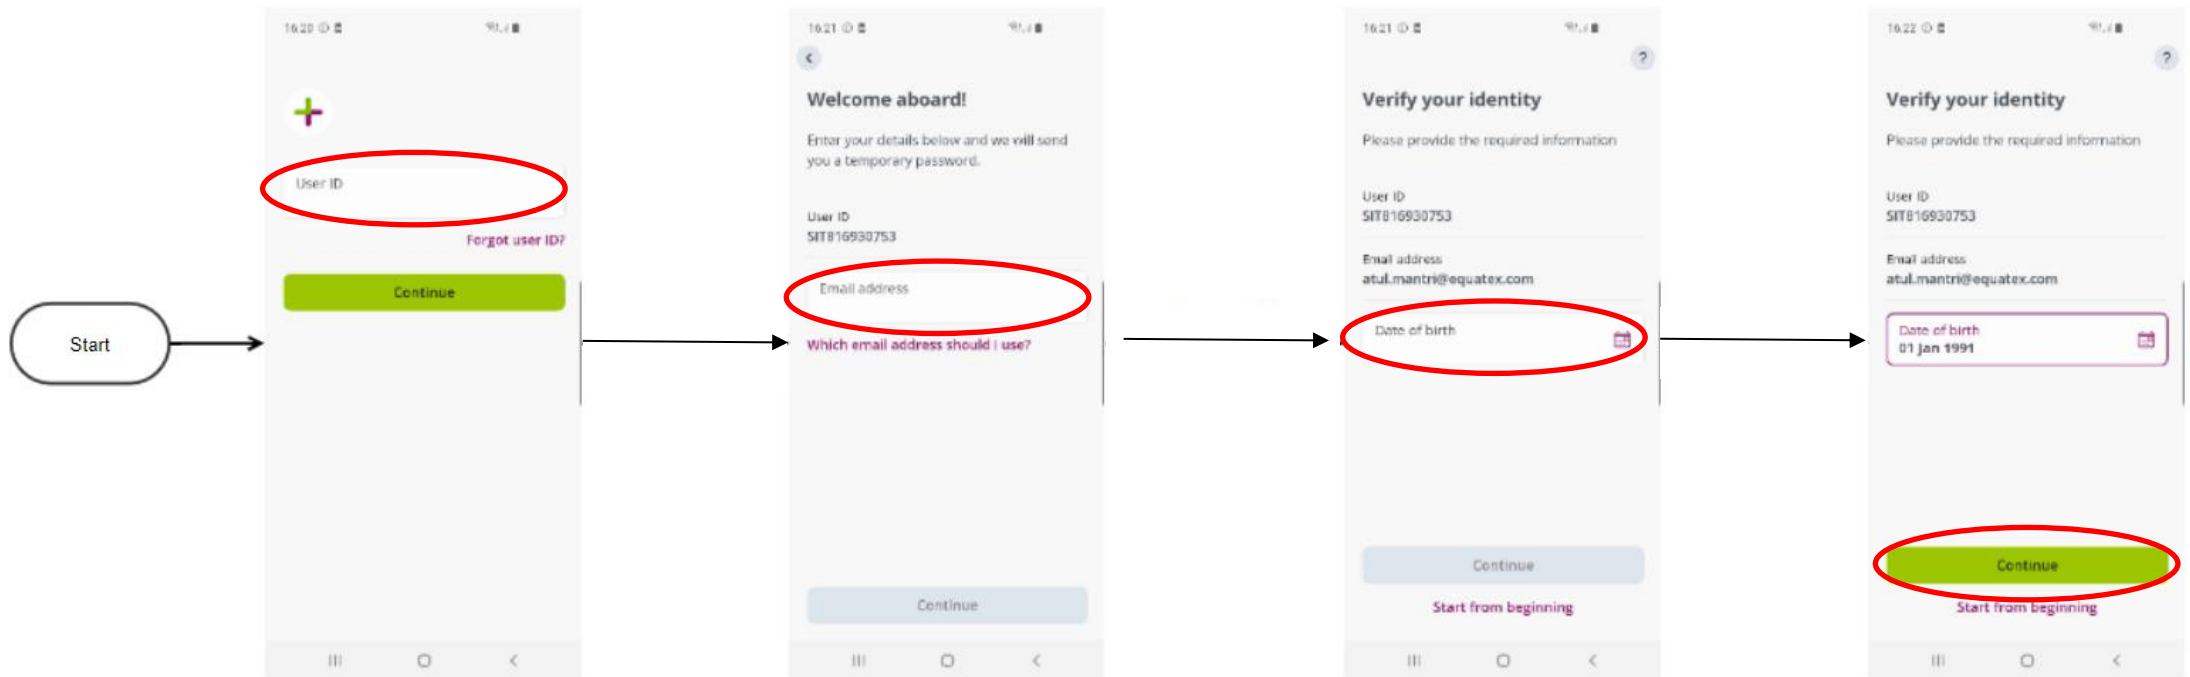 Start
16:20
User ID
Forgot user ID?
Continue
16:21
Welcome aboard!
Enter your details below and we will send
you a temporary password.
User ID
SIT816930753
Email address
Which email address should I use?
Continue
16:21
?
Verify your identity
Please provide the required information
User ID
SIT816930753
Email address
atul.mantri@equatex.com
Date of birth
Continue
Start from beginning
16:22
?
Verify your identity
Please provide the required information
User ID
SIT816930753
Email address
atul.mantri@equatex.com
Date of birth
01 Jan 1991
Continue
Start from beginning